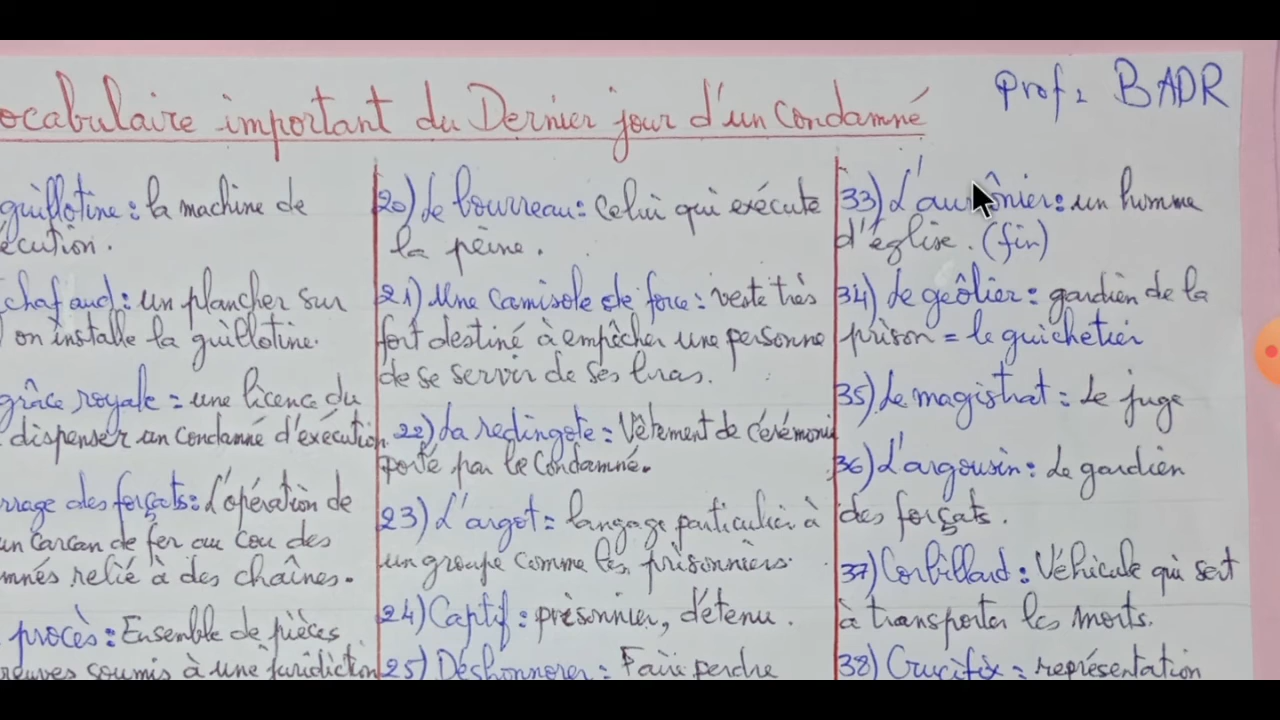 ocabulaire important du Dernier jour d'un Condamné
Prof: BADR
guillotine: la machine de
écution.
chafaud: un plancher sur
on installe la guillotine.
grâce royale = une licence du
dispenser un condamné d'exécution
rrage des forçats: L'opération de
un carcan de fer au cou des
mnés relié à des chaînes.
procès: Ensemble de pièces
reuves soumis à une juridiction
20) Le bourreau: Celui qui exécute
la peine.
21) Une camisole de force: veste très
fort destiné à empêcher une personne
de se servir de ses bras.
22) La redingote = Vêtement de cérémonie
porté par le Condamné.
23) L'argot = langage particulier à
un groupe comme les prisonniers.
24) Captif: prisonnier, détenu.
25) Déshonnorer = Faire perdre
33) L'aumônier: un homme
d'église. (fin)
34) Le geôlier: gardien de la
prison = le guichetier
35) Le magistrat = Le juge
36) L'argousin: Le gardien
des forçats.
37) Corbillard: Véhicule qui sert
à transporter les morts.
38) Crucifix = représentation